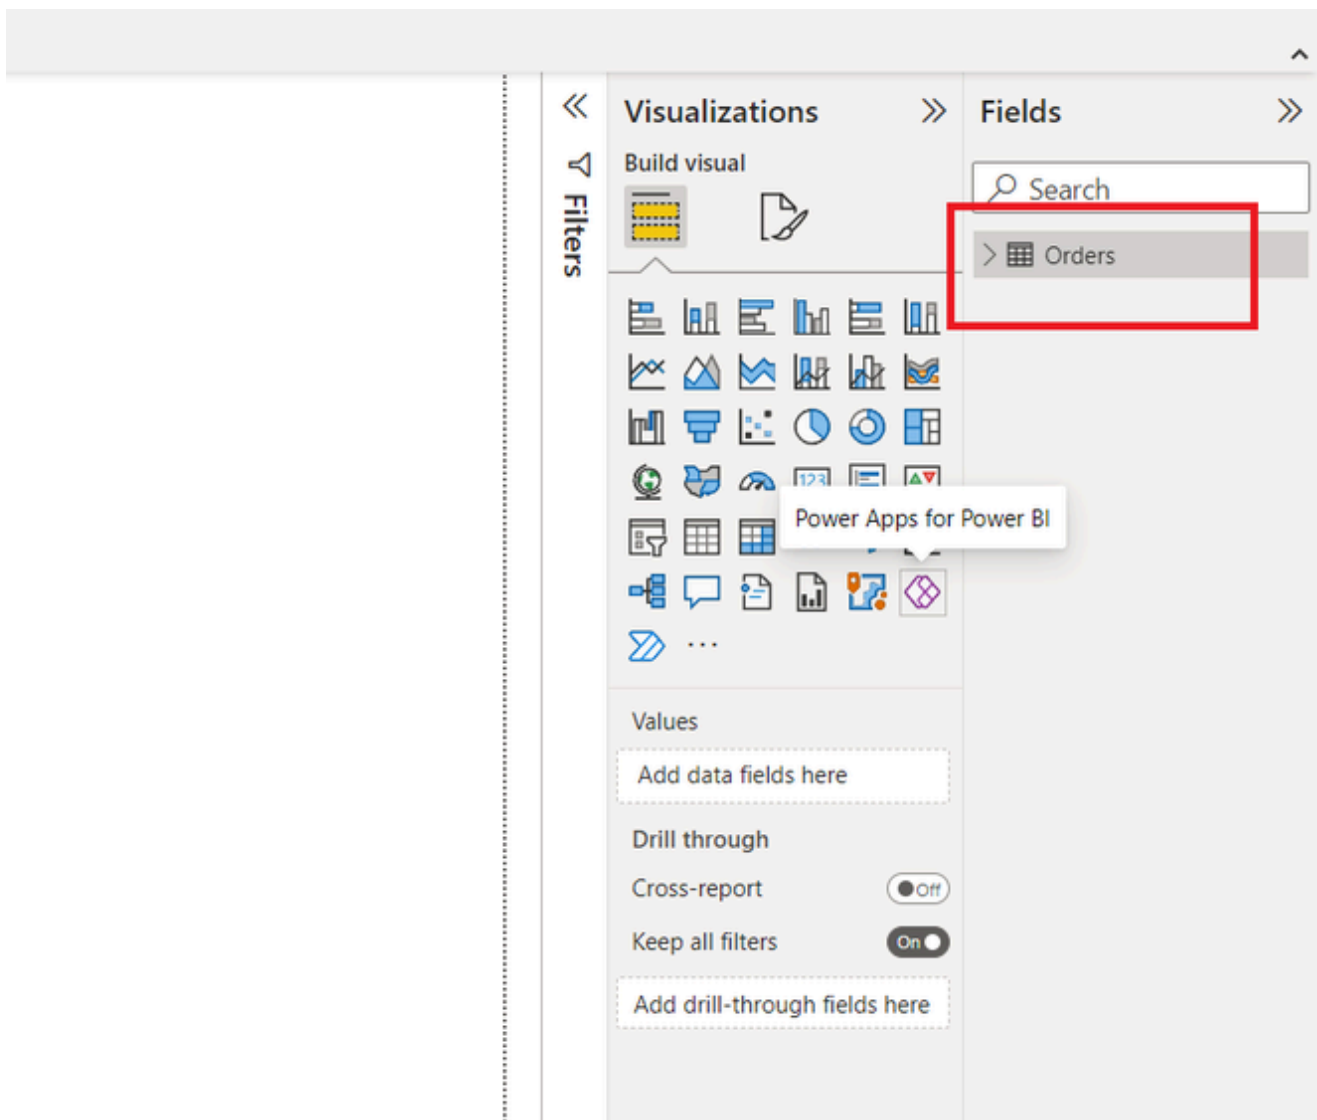 Visualizations
Fields
Build visual
Search
Filters
Orders
123
Power Apps for Power BI
...
Values
Add data fields here
Drill through
Cross-report
Off
Keep all filters
On
Add drill-through fields here